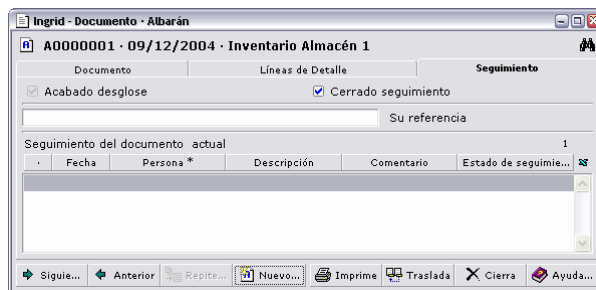 Ingrid - Documento · Albarán
A0000001 · 09/12/2004 · Inventario Almacén 1
Documento Líneas de Detalle Seguimiento
Acabado desglose Cerrado seguimiento
Su referencia
Seguimiento del documento actual 1
· Fecha Persona * Descripción Comentario Estado de seguimie...
Siguie... Anterior Repite... Nuevo... Imprime Traslada Cierra Ayuda...